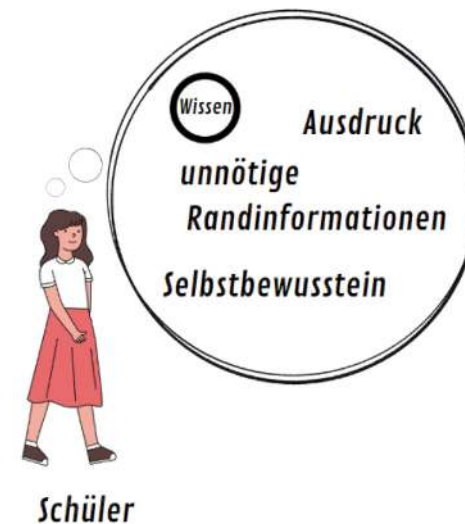 Wissen
Ausdruck
unnötige
Randinformationen
Selbstbewusstein
Schüler